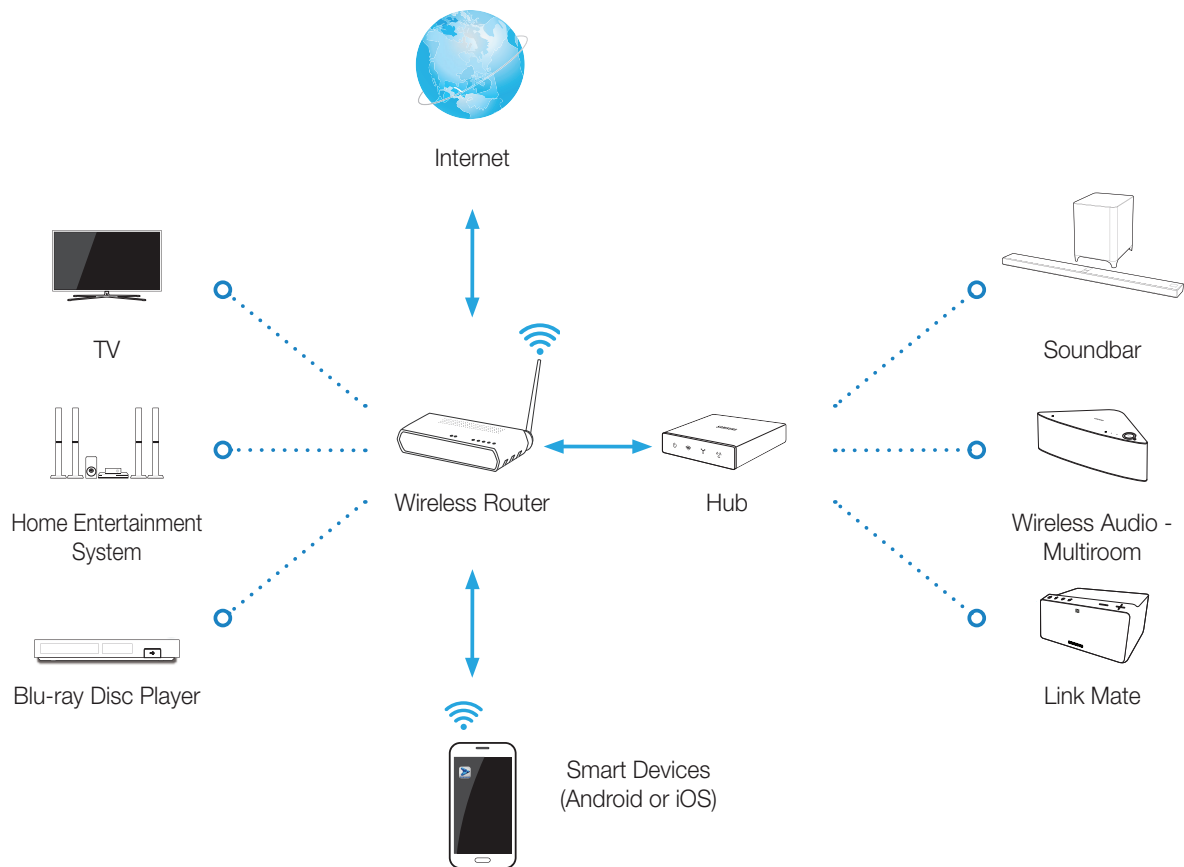 Internet
TV
Soundbar
Wireless Router
Hub
Home Entertainment
System
Wireless Audio -
Multiroom
Blu-ray Disc Player
Link Mate
Smart Devices
(Android or iOS)